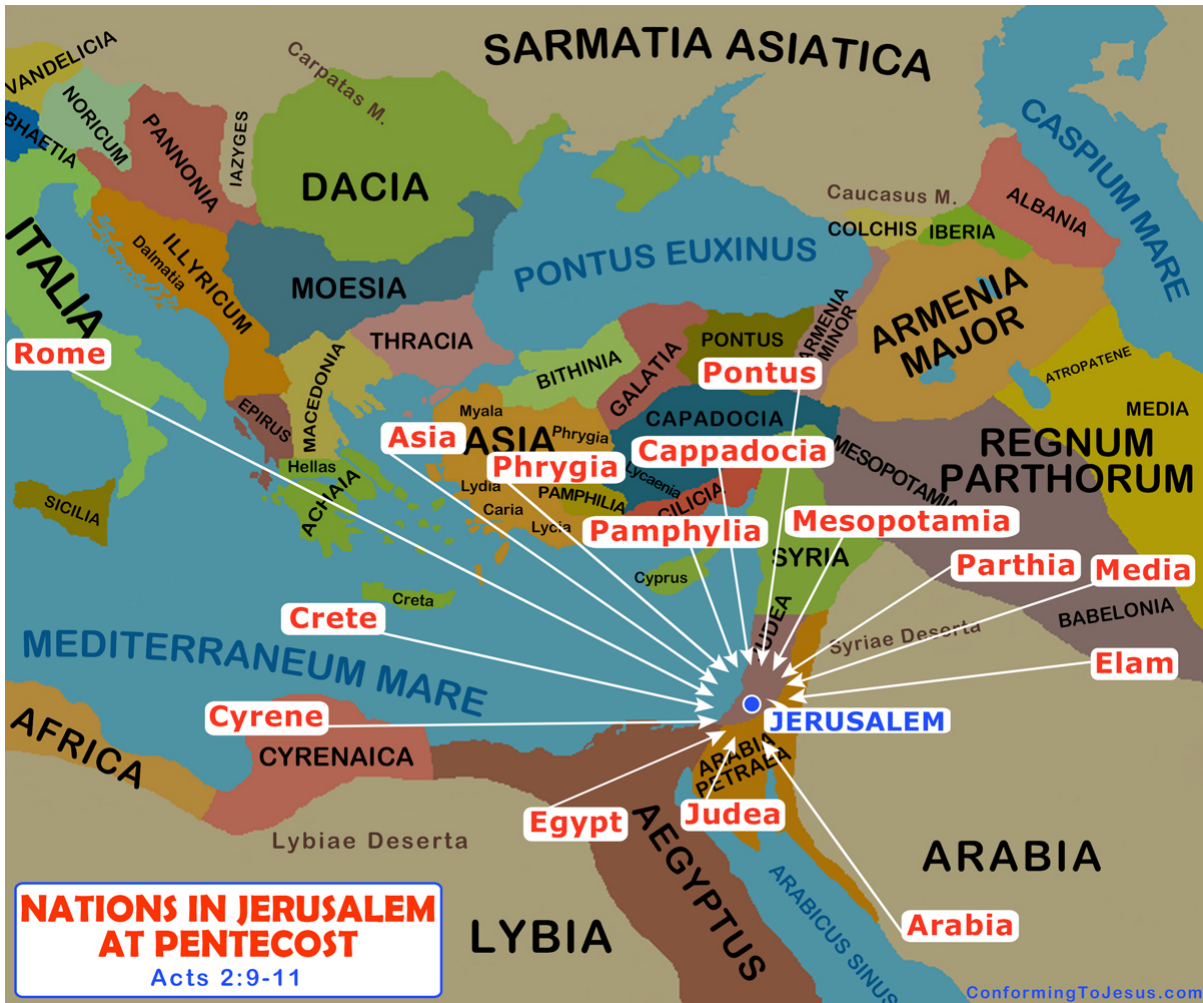 SARMATIA ASIATICA
VANDELICIA
NORICUM
BHAETIA
PANNONIA
IAZYGES
Carpatas M.
DACIA
CASPIUM MARE
Caucasus M.
COLCHIS
IBERIA
ALBANIA
ITALIA
ILLYRICUM
Dalmatia
MOESIA
PONTUS EUXINUS
ARMENIA
MAJOR
ARMENIA
MINOR
THRACIA
MACEDONIA
EPIRUS
BITHINIA
GALATIA
PONTUS
ATROPATENE
MEDIA
Rome
Pontus
CAPADOCIA
Myala
ASIA
Phrygia
Asia
Phrygia
Cappadocia
MESOPOTAMIA
REGNUM
PARTHORUM
Hellas
ACHAIA
SICILIA
Lydia
Caria
Lycia
PAMPHILIA
Lycaenia
CILICIA
Pamphylia
Mesopotamia
SYRIA
Parthia
Media
Cyprus
Creta
Crete
BABELONIA
JUDEA
Syriae Deserta
Elam
MEDITERRANEUM MARE
Cyrene
JERUSALEM
AFRICA
CYRENAICA
ARABIA
PETRAEA
Egypt
Judea
Lybiae Deserta
AEGYPTUS
ARABIA
LYBIA
ARABICUS SINUS
Arabia
NATIONS IN JERUSALEM
AT PENTECOST
Acts 2:9-11
ConformingToJesus.com